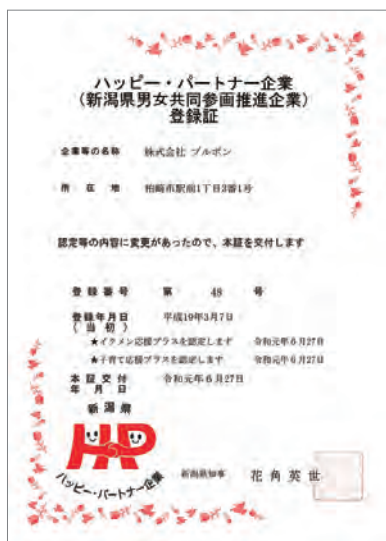 ハッピー・パートナー企業
(新潟県男女共同参画推進企業)
登録証
企業等の名称 株式会社 ブルボン
所在地 柏崎市駅前1丁目3番1号
認定等の内容に変更があったので、本証を交付します
登録番号 第 48 号
登録年月日 平成19年3月7日
(当初)
★イクメン応援プラスを認定します 令和元年6月27日
★子育て応援プラスを認定します 令和元年6月27日
本証交付 令和元年6月27日
年月日
新潟県
HP
ハッピー・パートナー企業
新潟県知事 花角英世